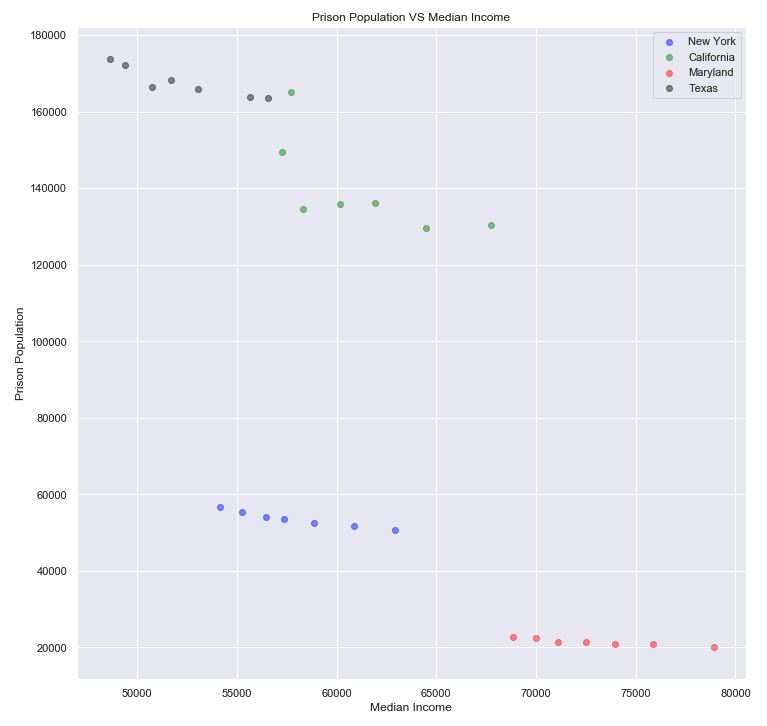 Prison Population VS Median Income
New York
California
Maryland
Texas
180000
160000
140000
120000
100000
80000
60000
40000
20000
Prison Population
50000 55000 60000 65000 70000 75000 80000
Median Income